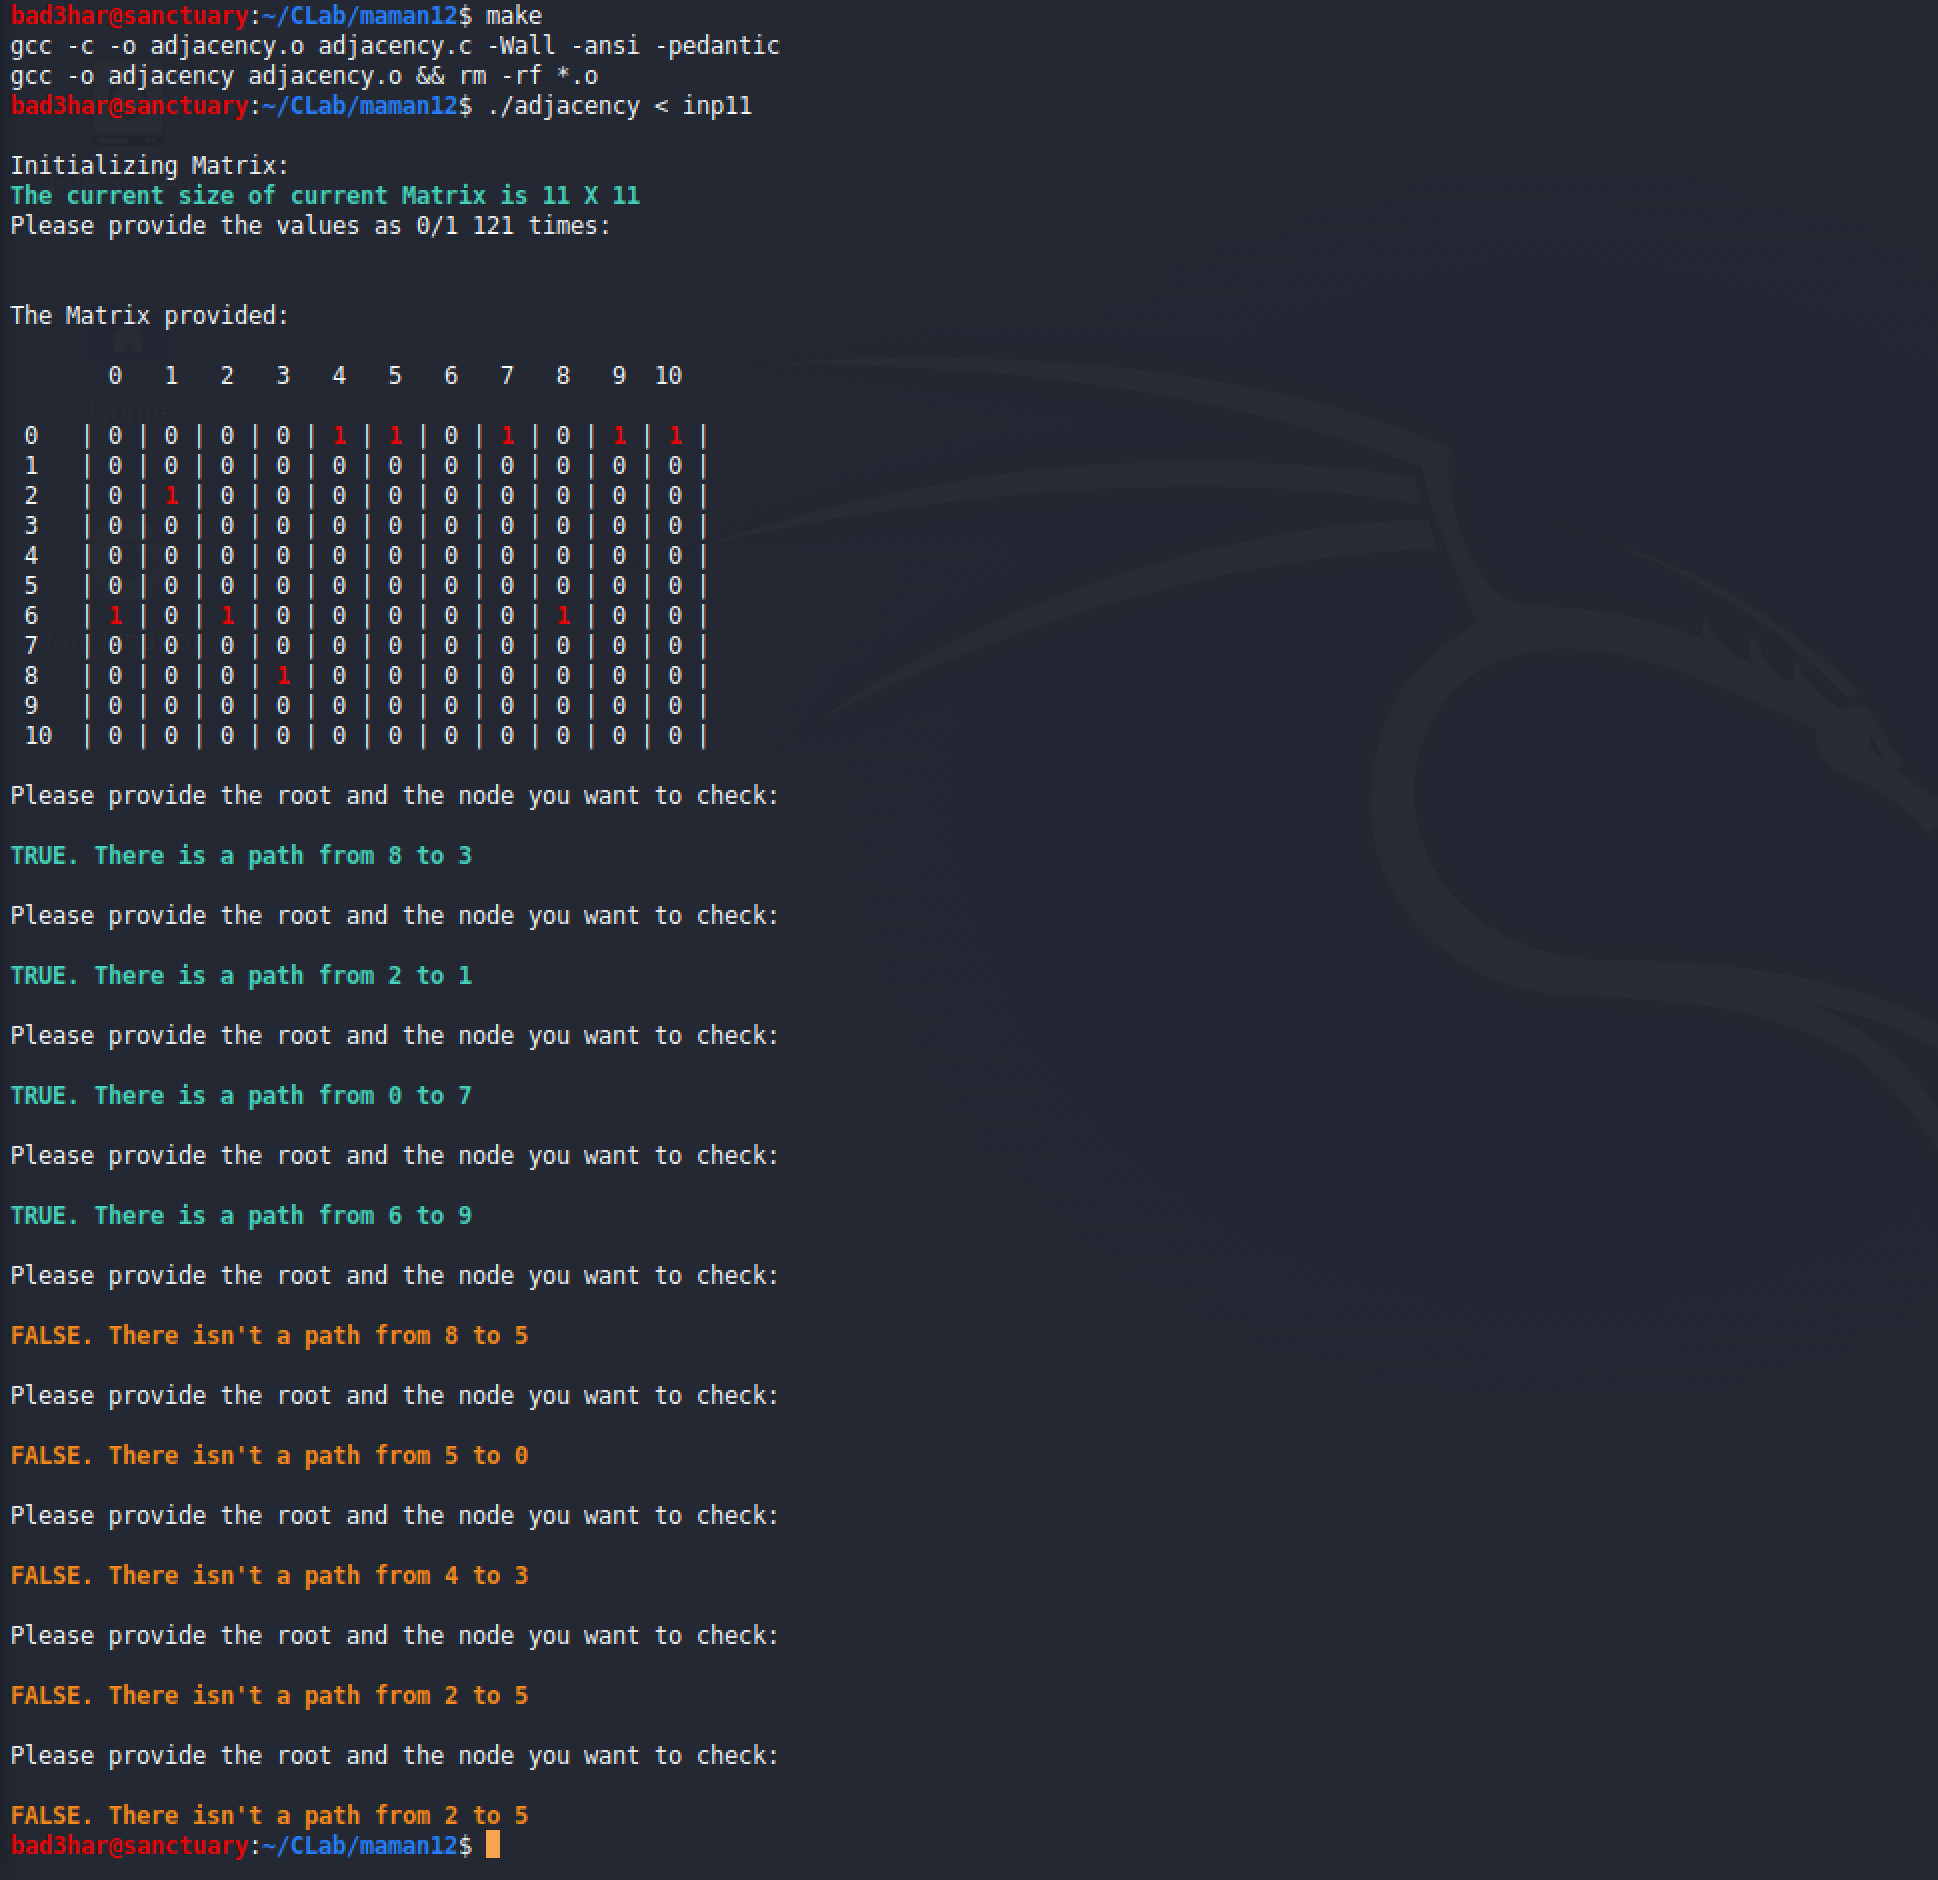 bad3har@sanctuary:~/CLab/maman12$ make
gcc -c -o adjacency.o adjacency.c -Wall -ansi -pedantic
gcc -o adjacency adjacency.o && rm -rf *.o
bad3har@sanctuary:~/CLab/maman12$ ./adjacency < inp11
Initializing Matrix:
The current size of current Matrix is 11 X 11
Please provide the values as 0/1 121 times:
The Matrix provided:
0 1 2 3 4 5 6 7 8 9 10
Home
0 | 0 | 0 | 0 | 0 | 1 | 1 | 0 | 1 | 0 | 1 | 1 |
1 | 0 | 0 | 0 | 0 | 0 | 0 | 0 | 0 | 0 | 0 | 0 |
2 | 0 | 1 | 0 | 0 | 0 | 0 | 0 | 0 | 0 | 0 | 0 |
3 | 0 | 0 | 0 | 0 | 0 | 0 | 0 | 0 | 0 | 0 | 0 |
4 | 0 | 0 | 0 | 0 | 0 | 0 | 0 | 0 | 0 | 0 | 0 |
5 | 0 | 0 | 0 | 0 | 0 | 0 | 0 | 0 | 0 | 0 | 0 |
6 | 1 | 0 | 1 | 0 | 0 | 0 | 0 | 0 | 1 | 0 | 0 |
7 | 0 | 0 | 0 | 0 | 0 | 0 | 0 | 0 | 0 | 0 | 0 |
8 | 0 | 0 | 0 | 1 | 0 | 0 | 0 | 0 | 0 | 0 | 0 |
9 | 0 | 0 | 0 | 0 | 0 | 0 | 0 | 0 | 0 | 0 | 0 |
10 | 0 | 0 | 0 | 0 | 0 | 0 | 0 | 0 | 0 | 0 | 0 |
Please provide the root and the node you want to check:
TRUE. There is a path from 8 to 3
Please provide the root and the node you want to check:
TRUE. There is a path from 2 to 1
Please provide the root and the node you want to check:
TRUE. There is a path from 0 to 7
Please provide the root and the node you want to check:
TRUE. There is a path from 6 to 9
Please provide the root and the node you want to check:
FALSE. There isn't a path from 8 to 5
Please provide the root and the node you want to check:
FALSE. There isn't a path from 5 to 0
Please provide the root and the node you want to check:
FALSE. There isn't a path from 4 to 3
Please provide the root and the node you want to check:
FALSE. There isn't a path from 2 to 5
Please provide the root and the node you want to check:
FALSE. There isn't a path from 2 to 5
bad3har@sanctuary:~/CLab/maman12$